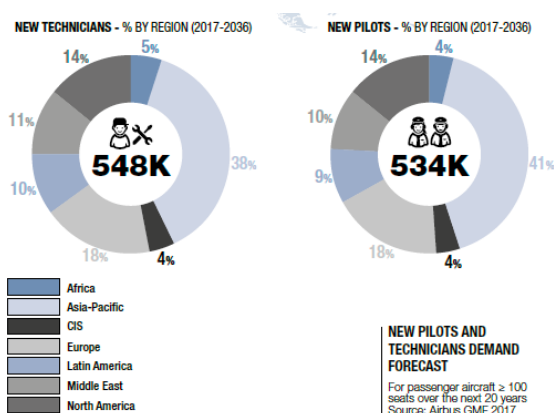 NEW TECHNICIANS - % BY REGION (2017-2036)
5%
14%
11%
38%
548K
10%
18%
4%
NEW PILOTS - % BY REGION (2017-2036)
4%
14%
10%
41%
534K
9%
18%
4%
Africa
Asia-Pacific
CIS
Europe
Latin America
Middle East
North America
NEW PILOTS AND
TECHNICIANS DEMAND
FORECAST
For passenger aircraft ≥ 100
seats over the next 20 years
Source: Airbus GMF 2017